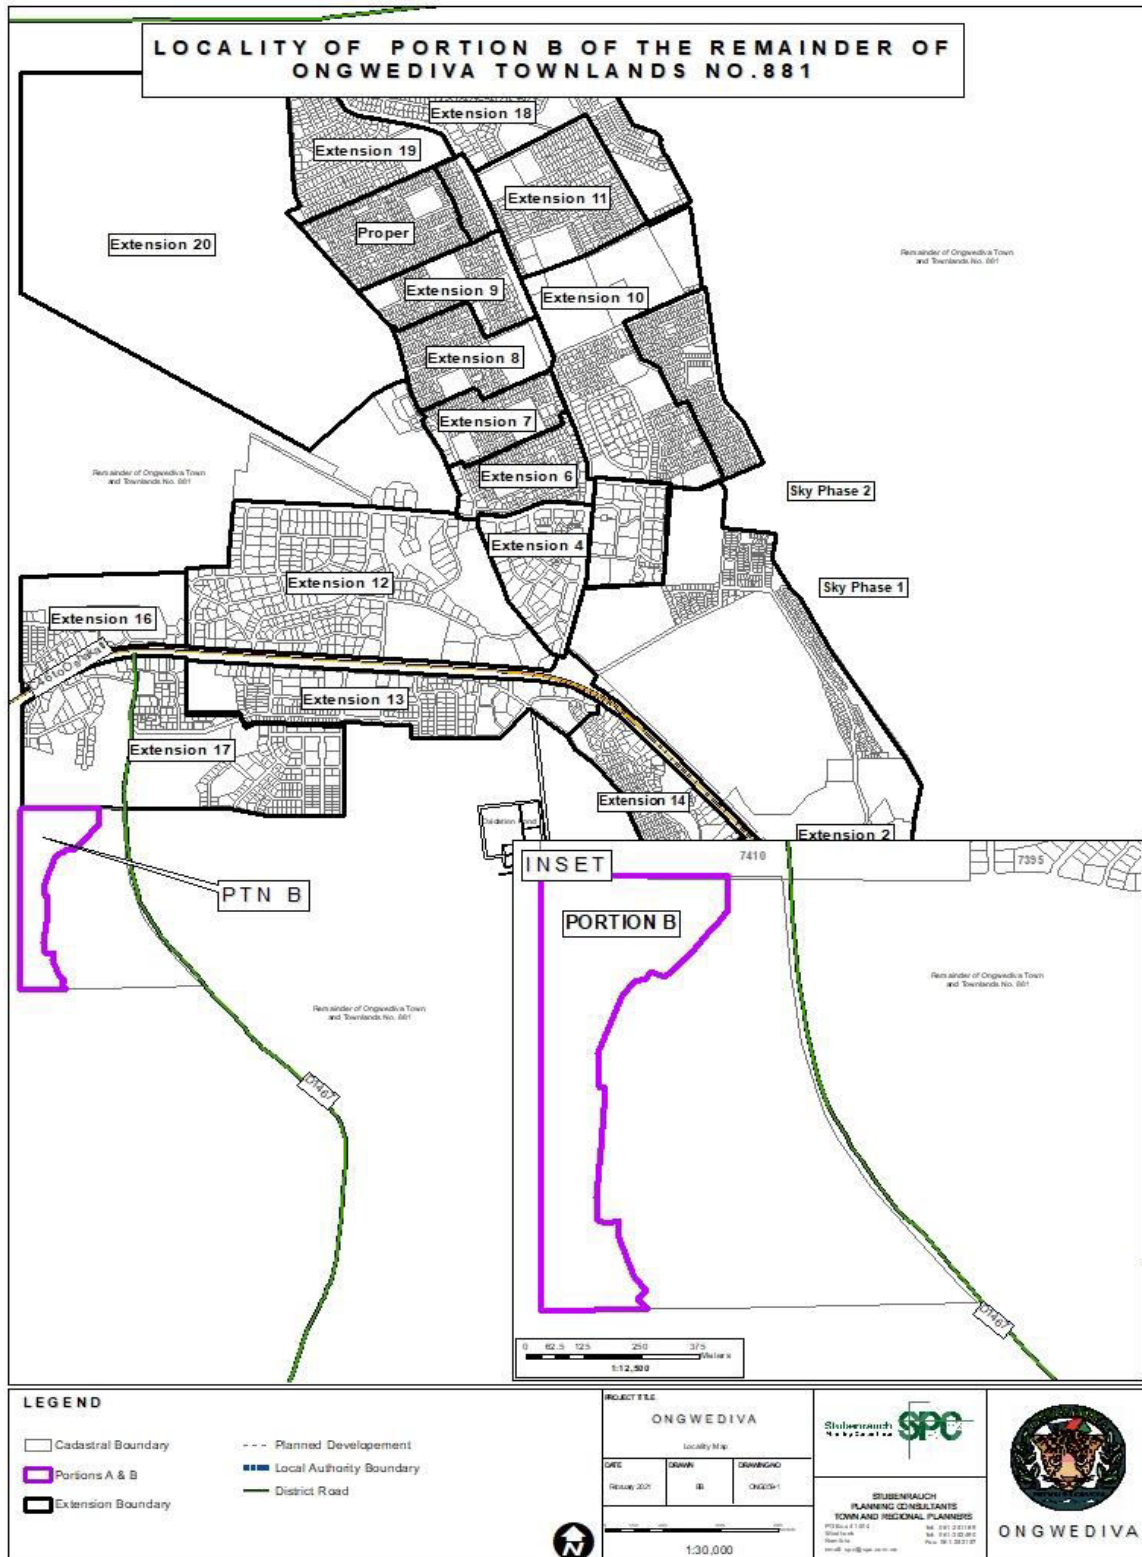 LOCALITY OF PORTION B OF THE REMAINDER OF
ONGWEDIVA TOWNLANDS NO.881
Extension 18
Extension 19
Extension 11
Proper
Extension 20
Remainder of Ongwediva Town
and Townlands No. 881
Extension 9
Extension 10
Extension 8
Extension 7
Remainder of Ongwediva Town
and Townlands No. 881
Extension 6
Sky Phase 2
Extension 4
Extension 12
Sky Phase 1
Extension 16
Extension 13
Extension 17
Extension 14
Extension 2
PTN B
Remainder of Ongwediva Town
and Townlands No. 881
D1467
INSET
7410
7395
PORTION B
Remainder of Ongwediva Town
and Townlands No. 881
D1467
0 62.5 125 250 375
Meters
1:12,500
LEGEND
Cadastral Boundary
Portions A & B
Extension Boundary
Planned Developement
Local Authority Boundary
District Road
N
PROJECT TITLE
ONGWEDIVA
Locality Map
DATE
DRAWN
DRAWING NO
February 2021
1:30,000
Stubenrauch
SPC
STUBENRAUCH
PLANNING CONSULTANTS
TOWN AND REGIONAL PLANNERS
ONGWEDIVA